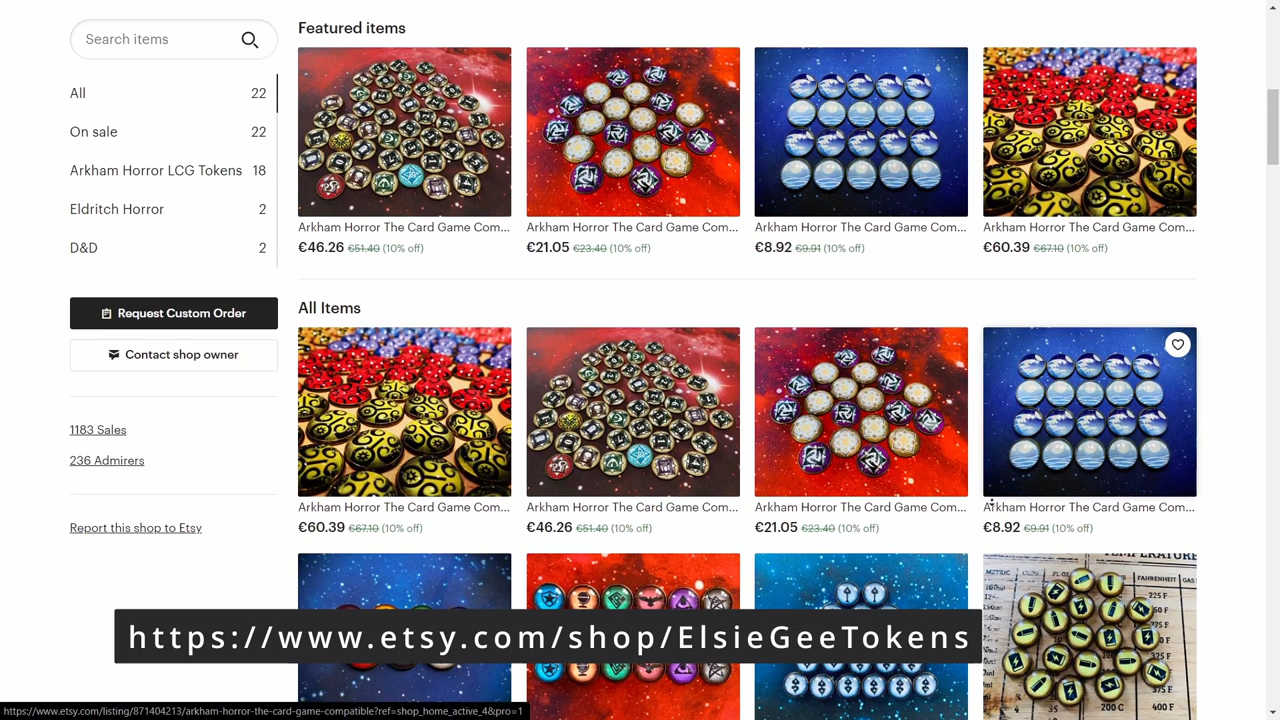 Search items
All 22
On sale 22
Arkham Horror LCG Tokens 18
Eldritch Horror 2
D&D 2
Request Custom Order
Contact shop owner
1183 Sales
236 Admirers
Report this shop to Etsy
Featured items
Arkham Horror The Card Game Com...
€46.26 €51.40 (10% off)
Arkham Horror The Card Game Com...
€21.05 €23.40 (10% off)
Arkham Horror The Card Game Com...
€8.92 €9.91 (10% off)
Arkham Horror The Card Game Com...
€60.39 €67.10 (10% off)
All Items
Arkham Horror The Card Game Com...
€60.39 €67.10 (10% off)
Arkham Horror The Card Game Com...
€46.26 €51.40 (10% off)
Arkham Horror The Card Game Com...
€21.05 €23.40 (10% off)
Arkham Horror The Card Game Com...
€8.92 €9.91 (10% off)
TEMPERATURE
METRIC
FAHRENHEIT
225 F
375 F
200 C
400 F
https://www.etsy.com/shop/ElsieGeeTokens
https://www.etsy.com/listing/871404213/arkham-horror-the-card-game-compatible?ref=shop_home_active_4&pro=1